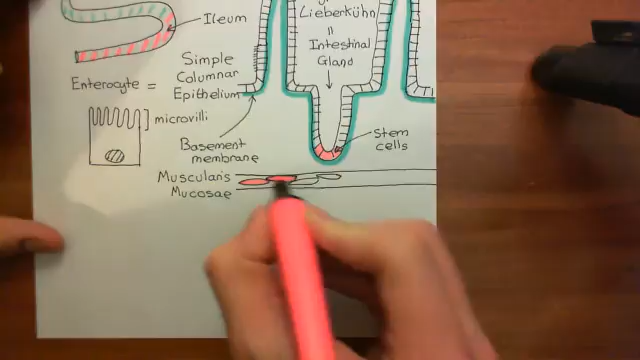 Ileum
Lieberkühn
=
Intestinal
Gland
Simple
Columnar
Epithelium
Enterocyte =
microvilli
Basement
membrane
Stem
cells
Muscularis
Mucosae